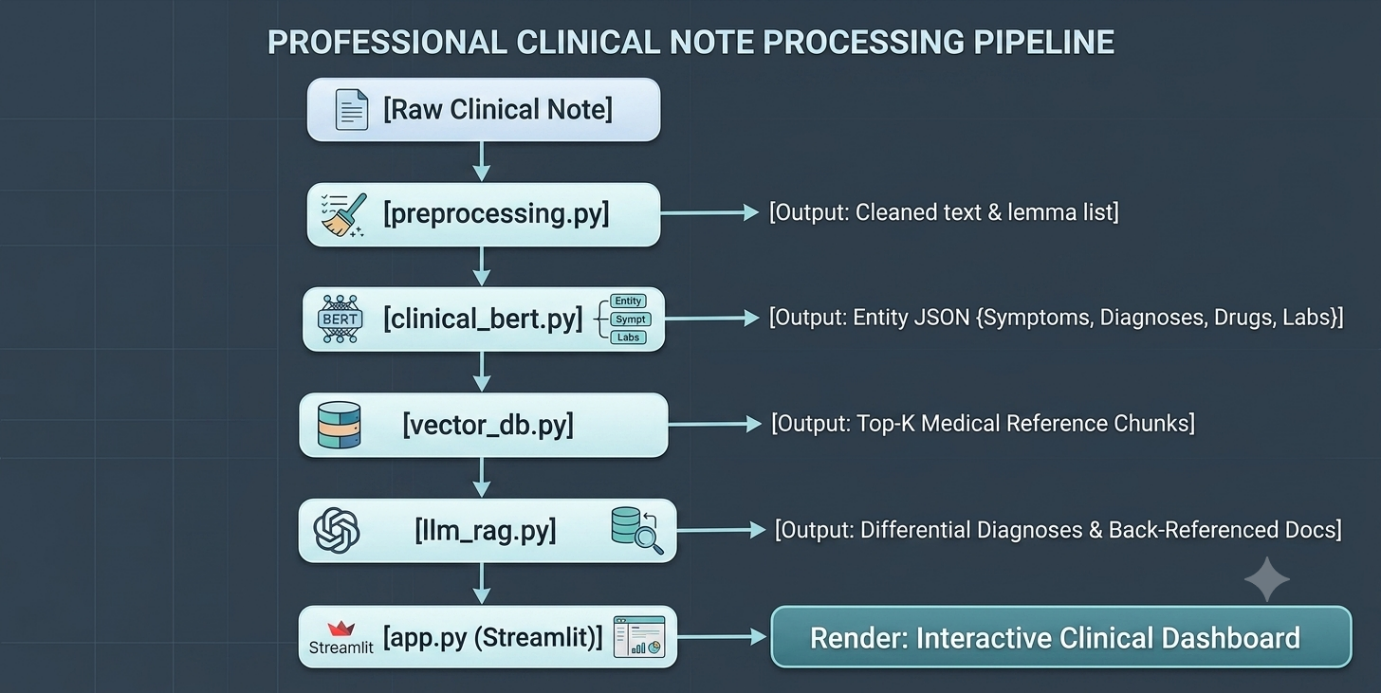 PROFESSIONAL CLINICAL NOTE PROCESSING PIPELINE
[Raw Clinical Note]
[preprocessing.py]
[Output: Cleaned text & lemma list]
BERT
[clinical_bert.py]
Entity
Sympt
Labs
[Output: Entity JSON {Symptoms, Diagnoses, Drugs, Labs}]
[vector_db.py]
[Output: Top-K Medical Reference Chunks]
[llm_rag.py]
[Output: Differential Diagnoses & Back-Referenced Docs]
Streamlit
[app.py (Streamlit)]
Render: Interactive Clinical Dashboard